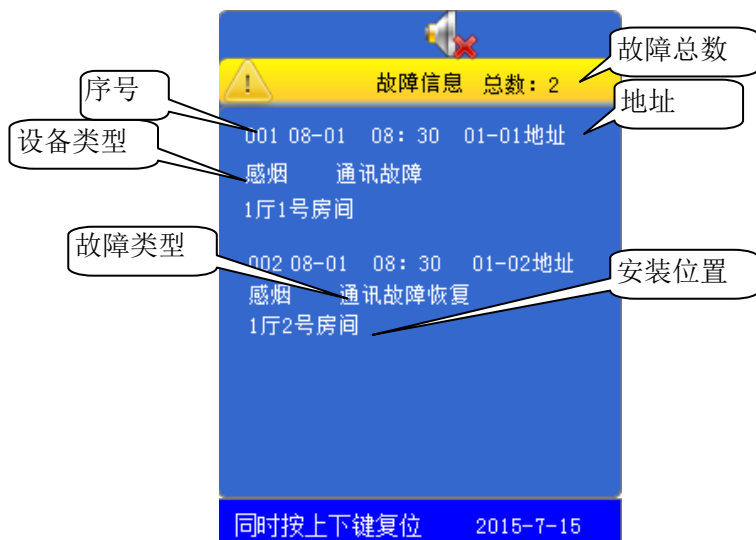 故障总数
故障信息 总数：2
序号
地址
001 08-01 08：30 01-01地址
设备类型
感烟 通讯故障
1厅1号房间
故障类型
002 08-01 08：30 01-02地址
安装位置
感烟 通讯故障恢复
1厅2号房间
同时按上下键复位 2015-7-15